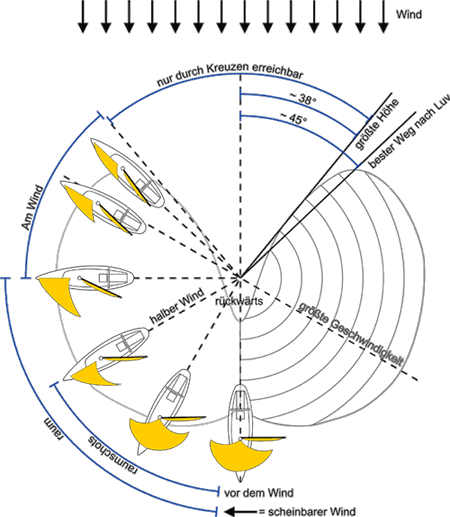 Wind
nur durch Kreuzen erreichbar
~ 38°
größte Höhe
~ 45°
bester Weg nach Luv
Am Wind
halber Wind
rückwärts
größte Geschwindigkeit
raumschots
raum
vor dem Wind
= scheinbarer Wind